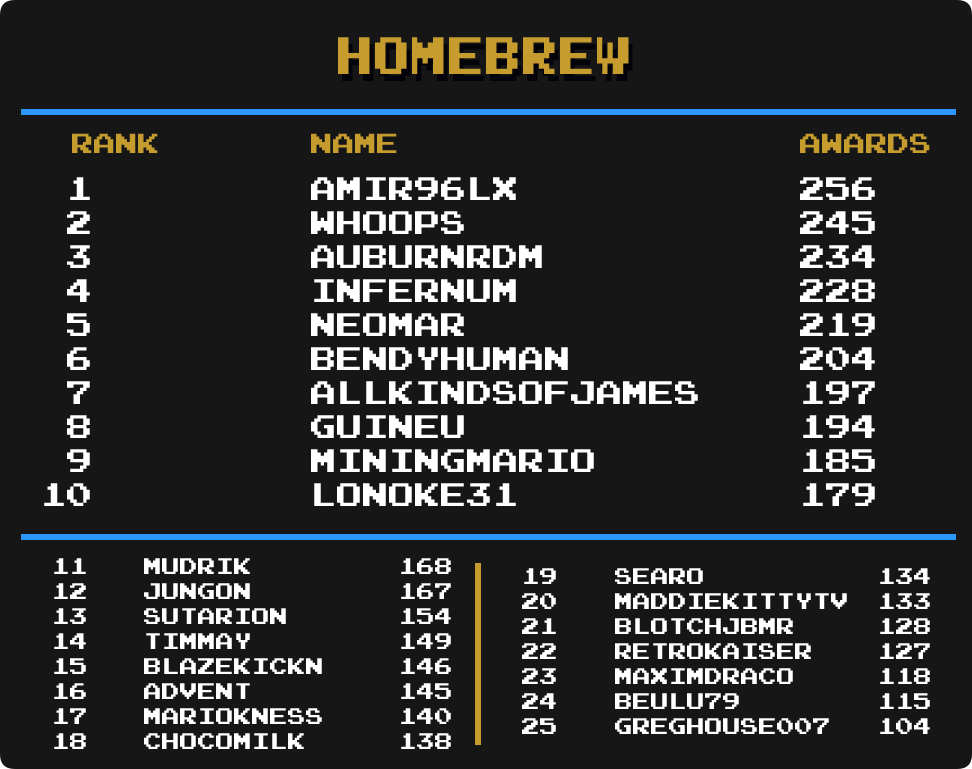 HOMEBREW
RANK NAME AWARDS
1 AMIR96LX 256
2 WHOOPS 245
3 AUBURNRDM 234
4 INFERNUM 228
5 NEOMAR 219
6 BENDYHUMAN 204
7 ALLKINDSOFJAMES 197
8 GUINEU 194
9 MININGMARIO 185
10 LONOKE31 179
11 MUDRIK 168
12 JUNGON 167
13 SUTARION 154
14 TIMMAY 149
15 BLAZEKICKN 146
16 ADVENT 145
17 MARIOKNESS 140
18 CHOCOMILK 138
19 SEARO 134
20 MADDIEKITTYTV 133
21 BLOTCHJBMR 128
22 RETROKAISER 127
23 MAXIMDRACO 118
24 BEULU79 115
25 GREGHOUSE007 104